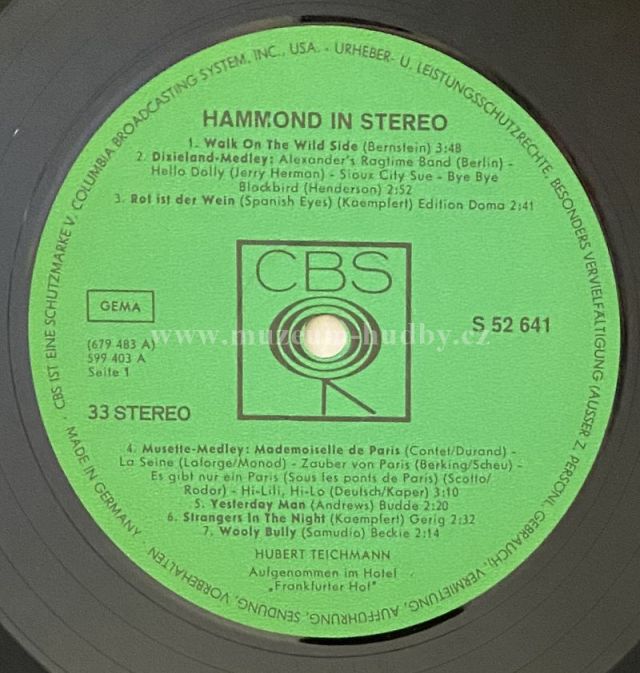 HAMMOND IN STEREO
1. Walk On The Wild Side (Bernstein) 3:48
2. Dixieland-Medley: Alexander's Ragtime Band (Berlin) -
Hello Dolly (Jerry Herman) - Sioux City Sue - Bye Bye
Blackbird (Henderson) 2:52
3. Rot ist der Wein (Spanish Eyes) (Kaempfert) Edition Doma 2:41
CBS
GEMA
S 52 641
(679 483 A)
599 403 A
Seite 1
33 STEREO
www.muzeum-hudby.cz
4. Musette-Medley: Mademoiselle de Paris (Contet/Durand) -
La Seine (Laforge/Monod) - Zauber von Paris (Berking/Scheu) -
Es gibt nur ein Paris (Sous les ponts de Paris) (Scotto/
Rodor) - Hi-Lili, Hi-Lo (Deutsch/Kaper) 3:10
5. Yesterday Man (Andrews) Budde 2:20
6. Strangers In The Night (Kaempfert) Gerig 2:32
7. Wooly Bully (Samudio) Beckie 2:14
HUBERT TEICHMANN
Aufgenommen im Hotel
„Frankfurter Hof"
MADE IN GERMANY · CBS IST EINE SCHUTZMARKE V. COLUMBIA BROADCASTING SYSTEM, INC., USA. - URHEBER- U. LEISTUNGSSCHUTZRECHTE, BESONDERS VERVIELFÄLTIGUNG (AUSSER Z. PERSÖNL. GEBRAUCH), VERMIETUNG, AUFFÜHRUNG, SENDUNG, VORBEHALTEN ·